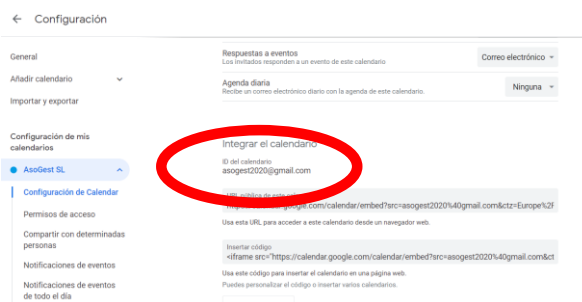 Configuración
General
Añadir calendario
Importar y exportar
Configuración de mis
calendarios
AsoGest SL
Configuración de Calendar
Permisos de acceso
Compartir con determinadas
personas
Notificaciones de eventos
Notificaciones de eventos
de todo el día
Respuestas a eventos
Los invitados responden a un evento de este calendario
Correo electrónico
Agenda diaria
Recibe un correo electrónico diario con la agenda de este calendario.
Ninguna
Integrar el calendario
ID del calendario
asogest2020@gmail.com
URL pública de este
google.com/calendar/embed?src=asogest2020%40gmail.com&ctz=Europe%2F
Usa esta URL para acceder a este calendario desde un navegador web.
Insertar código
<iframe src="https://calendar.google.com/calendar/embed?src=asogest2020%40gmail.com&ct
Usa este código para insertar el calendario en una página web.
Puedes personalizar el código o insertar varios calendarios.